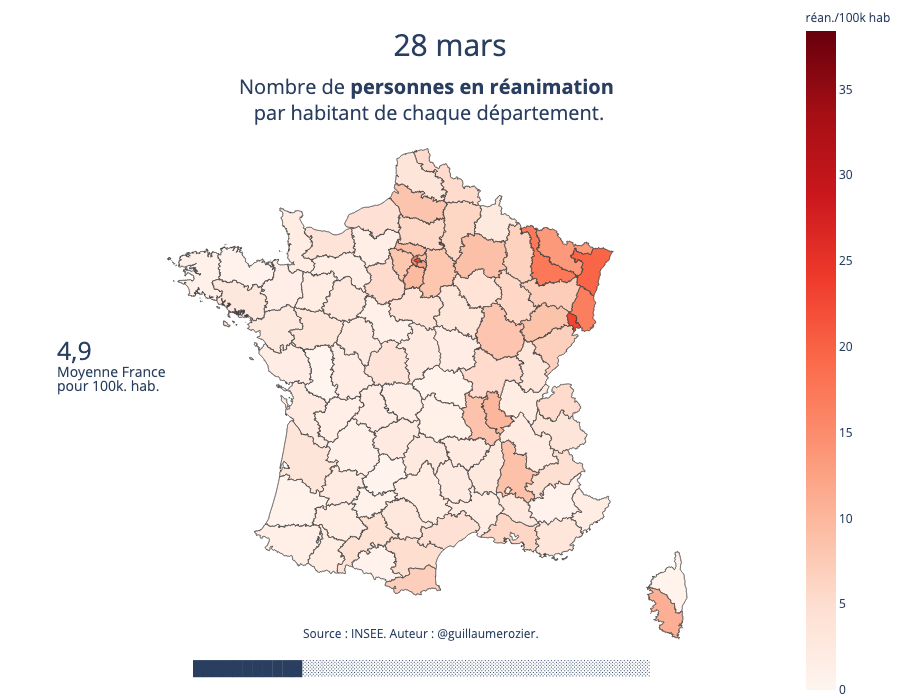 réan./100k hab
28 mars
Nombre de personnes en réanimation
par habitant de chaque département.
35
30
25
20
15
10
5
0
4,9
Moyenne France
pour 100k. hab.
Source : INSEE. Auteur : @guillaumerozier.